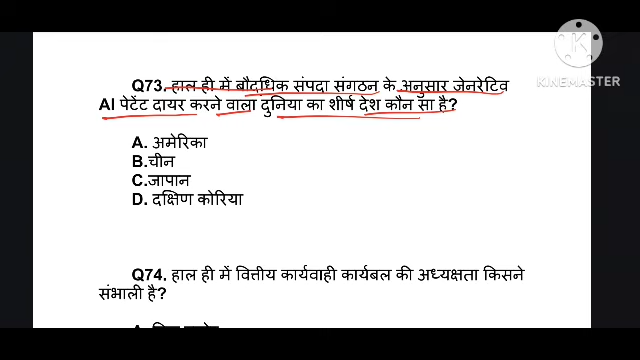 KINEMASTER
Q73. हाल ही में बौद्धिक संपदा संगठन के अनुसार जेनरेटिव
AI पेटेंट दायर करने वाला दुनिया का शीर्ष देश कौन सा है?
A. अमेरिका
B.चीन
C.जापान
D. दक्षिण कोरिया
Q74. हाल ही में वित्तीय कार्यवाही कार्यबल की अध्यक्षता किसने
संभाली है?